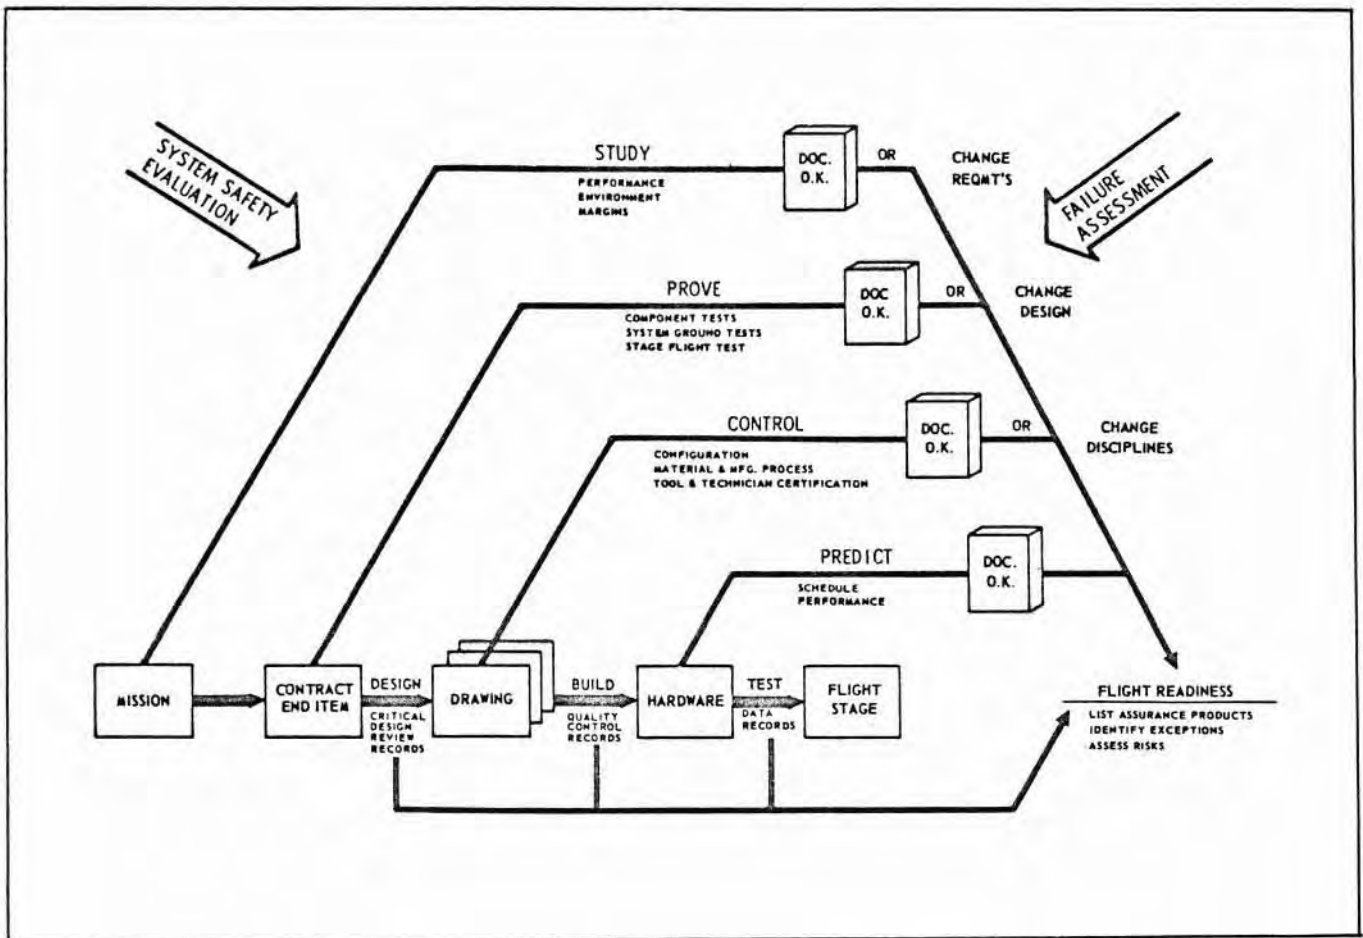 SYSTEM SAFETY
EVALUATION
STUDY
PERFORMANCE
ENVIRONMENT
MARGINS
DOC.
O.K.
OR
CHANGE
REQMT'S
FAILURE
ASSESSMENT
PROVE
COMPONENT TESTS
SYSTEM GROUND TESTS
STAGE FLIGHT TEST
DOC
O.K.
OR
CHANGE
DESIGN
CONTROL
CONFIGURATION
MATERIAL & MFG. PROCESS
TOOL & TECHNICIAN CERTIFICATION
DOC.
O.K.
OR
CHANGE
DISCIPLINES
PREDICT
SCHEDULE
PERFORMANCE
DOC.
O.K.
MISSION
CONTRACT
END ITEM
DESIGN
CRITICAL
DESIGN
REVIEW
RECORDS
DRAWING
BUILD
QUALITY
CONTROL
RECORDS
HARDWARE
TEST
DATA
RECORDS
FLIGHT
STAGE
FLIGHT READINESS
LIST ASSURANCE PRODUCTS
IDENTIFY EXCEPTIONS
ASSESS RISKS